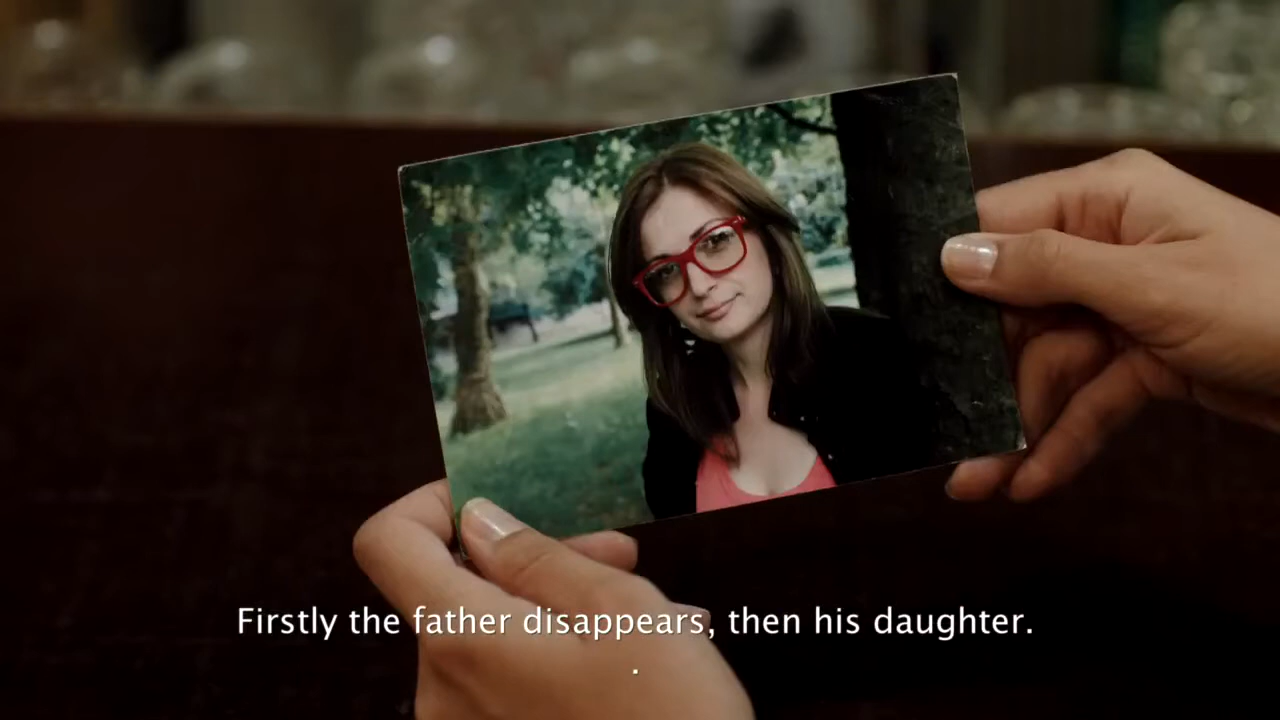 Firstly the father disappears, then his daughter.
.